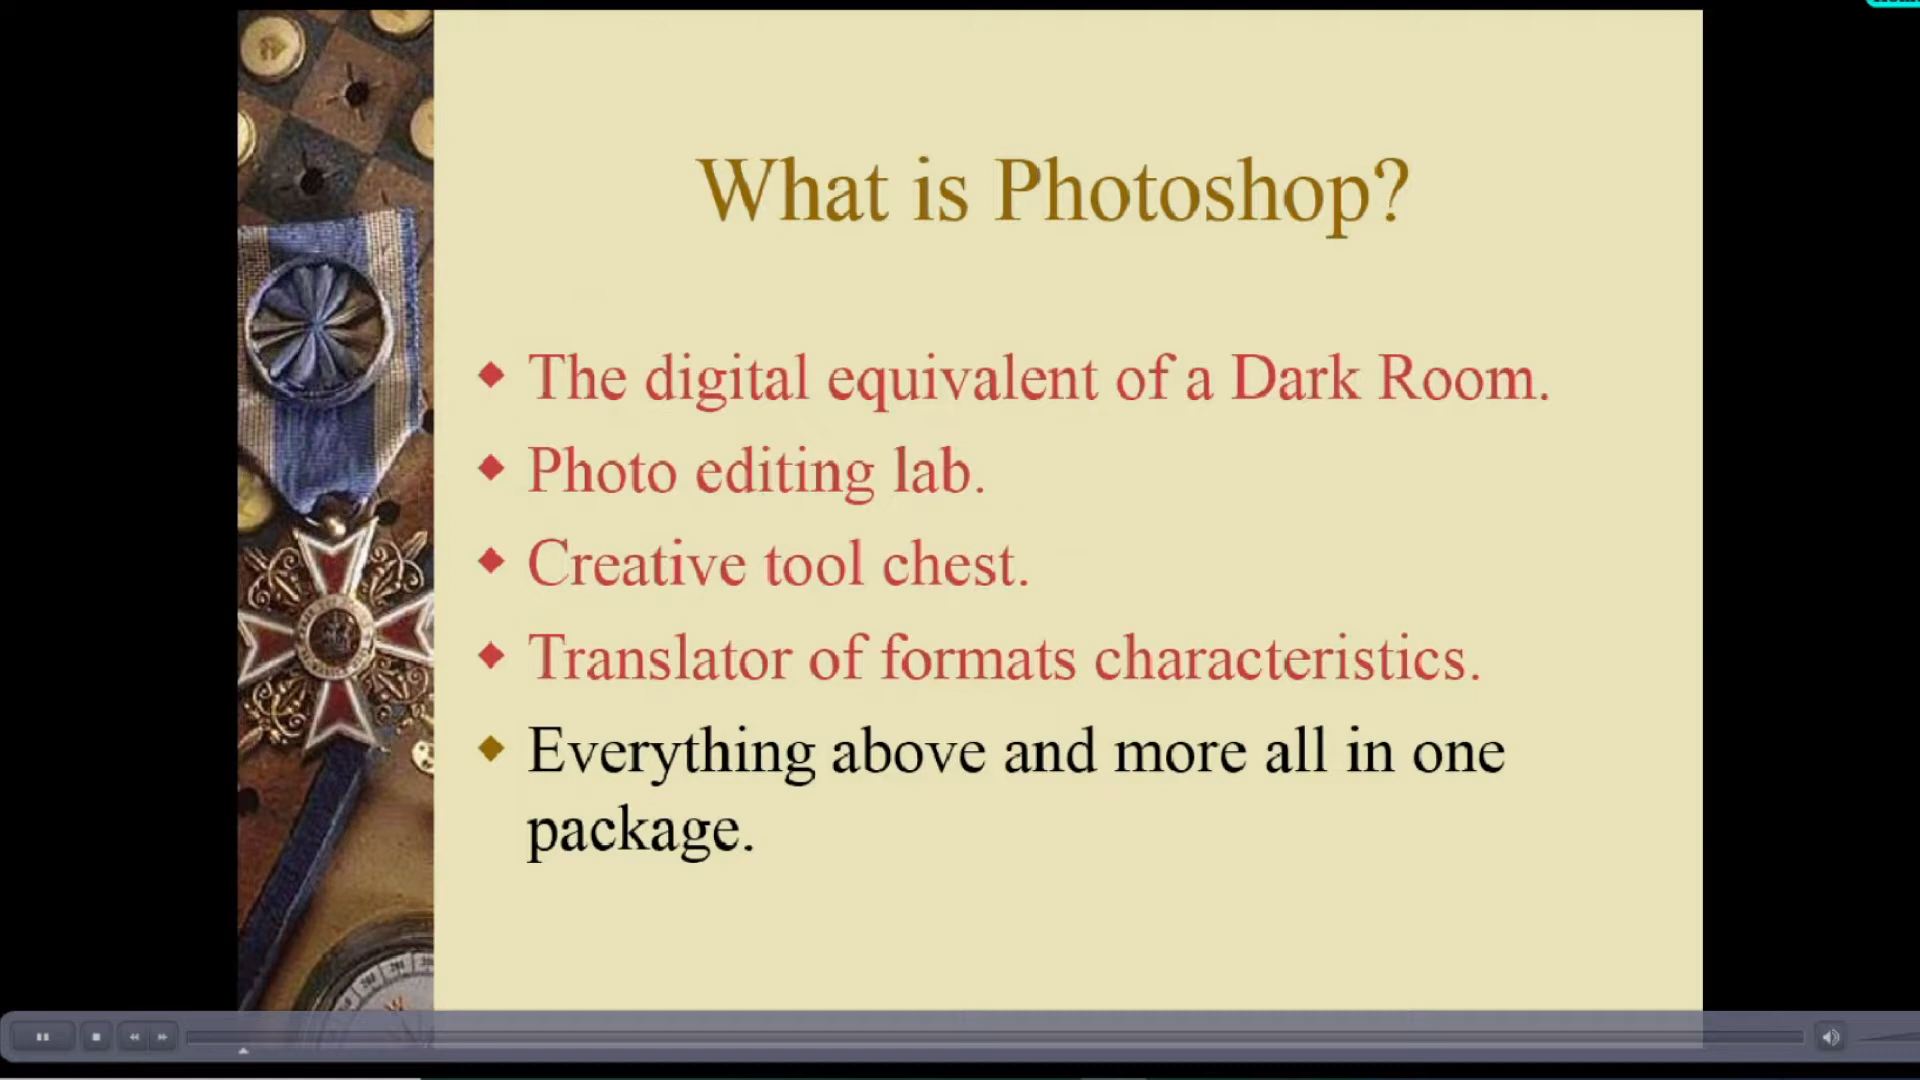 What is Photoshop?
The digital equivalent of a Dark Room.
Photo editing lab.
Creative tool chest.
Translator of formats characteristics.
Everything above and more all in one
package.